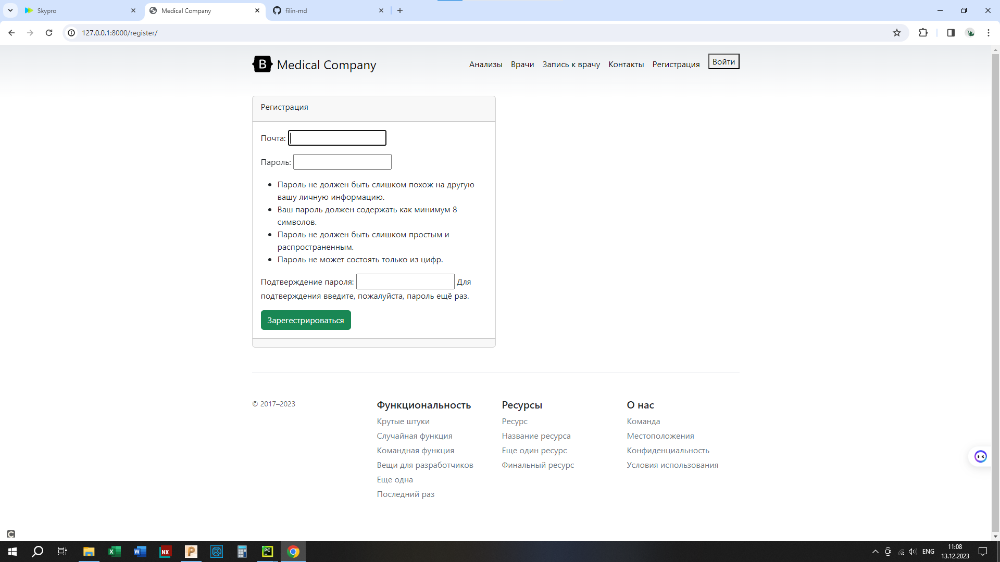 Skypro
Medical Company
filin-md
127.0.0.1:8000/register/
B Medical Company
Анализы Врачи Запись к врачу Контакты Регистрация Войти
Регистрация
Почта:
Пароль:
Пароль не должен быть слишком похож на другую
вашу личную информацию.
Ваш пароль должен содержать как минимум 8
символов.
Пароль не должен быть слишком простым и
распространенным.
Пароль не может состоять только из цифр.
Подтверждение пароля: Для
подтверждения введите, пожалуйста, пароль ещё раз.
Зарегестрироваться
© 2017–2023
Функциональность
Крутые штуки
Случайная функция
Командная функция
Вещи для разработчиков
Еще одна
Последний раз
Ресурсы
Ресурс
Название ресурса
Еще один ресурс
Финальный ресурс
О нас
Команда
Местоположения
Конфиденциальность
Условия использования
C
NX
P
PC
ENG
11:08
13.12.2023